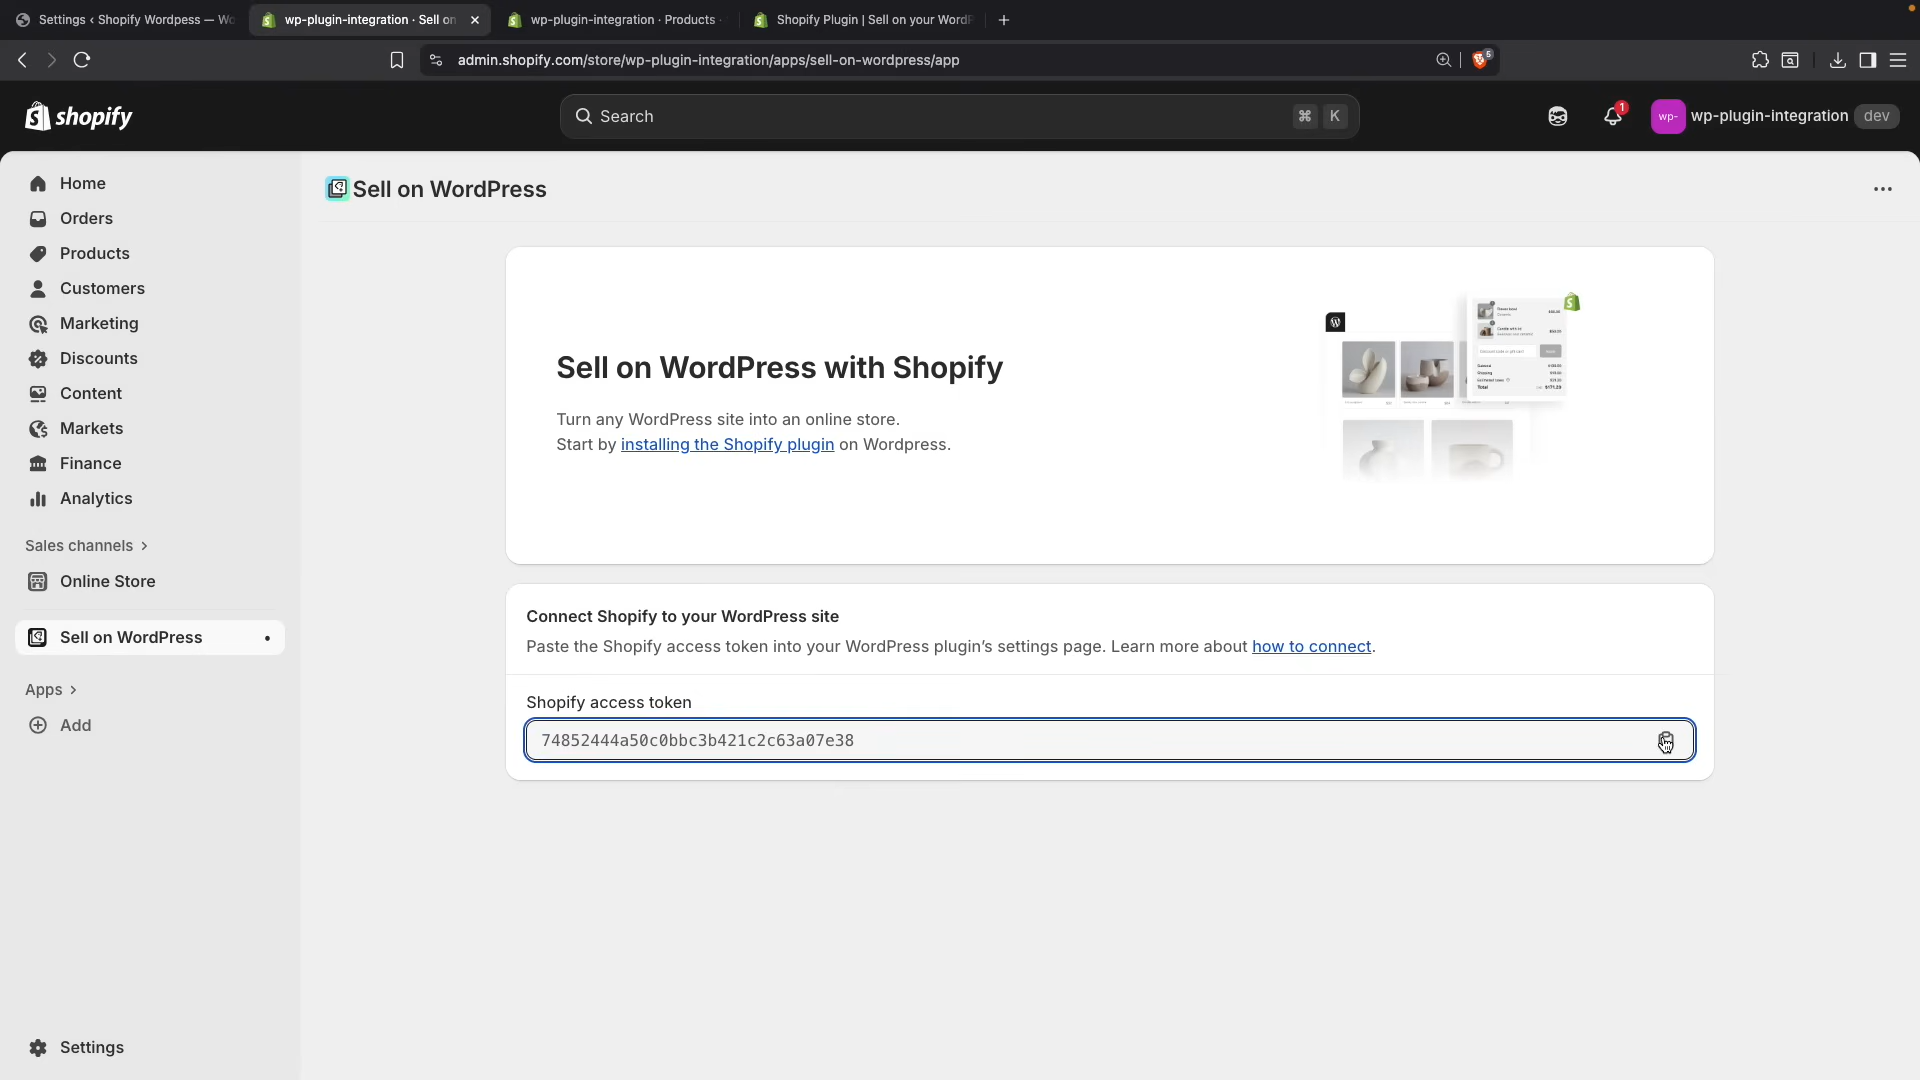 Settings ‹ Shopify Wordpess — Wo
wp-plugin-integration · Sell on
wp-plugin-integration · Products ·
Shopify Plugin | Sell on your WordP
admin.shopify.com/store/wp-plugin-integration/apps/sell-on-wordpress/app
5
shopify
Search
⌘ K
1
wp-
wp-plugin-integration
dev
Home
Orders
Products
Customers
Marketing
Discounts
Content
Markets
Finance
Analytics
Sales channels
Online Store
Sell on WordPress
Apps
Add
Settings
Sell on WordPress
Sell on WordPress with Shopify
Turn any WordPress site into an online store.
Start by installing the Shopify plugin on Wordpress.
Total
Connect Shopify to your WordPress site
Paste the Shopify access token into your WordPress plugin’s settings page. Learn more about how to connect.
Shopify access token
74852444a50c0bbc3b421c2c63a07e38